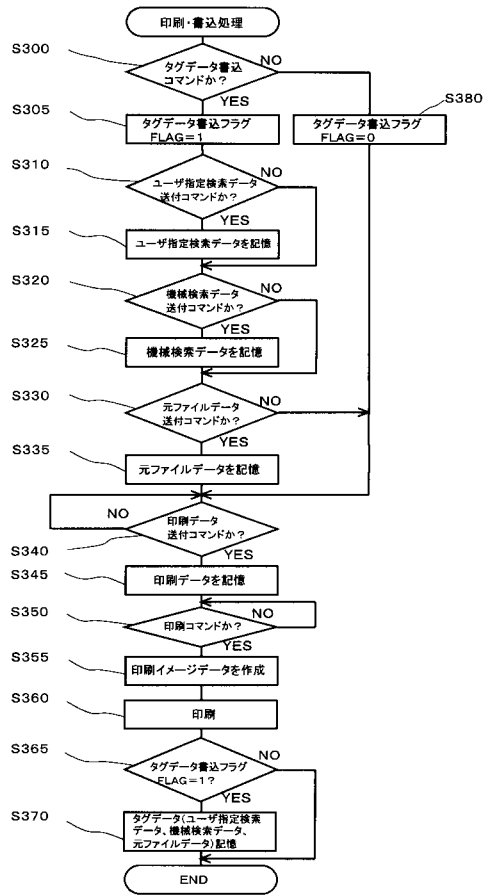 印刷・書込処理
S300
タグデータ書込
コマンドか?
NO
YES
S305
タグデータ書込フラグ
FLAG=1
S380
タグデータ書込フラグ
FLAG=0
S310
ユーザ指定検索データ
送付コマンドか?
NO
YES
S315
ユーザ指定検索データを記憶
S320
機械検索データ
送付コマンドか?
NO
YES
S325
機械検索データを記憶
S330
元ファイルデータ
送付コマンドか?
NO
YES
S335
元ファイルデータを記憶
NO
印刷データ
送付コマンドか?
S340
YES
S345
印刷データを記憶
S350
印刷コマンドか?
NO
YES
S355
印刷イメージデータを作成
S360
印刷
S365
タグデータ書込フラグ
FLAG=1?
NO
YES
S370
タグデータ(ユーザ指定検索
データ、機械検索データ、
元ファイルデータ)記憶
END